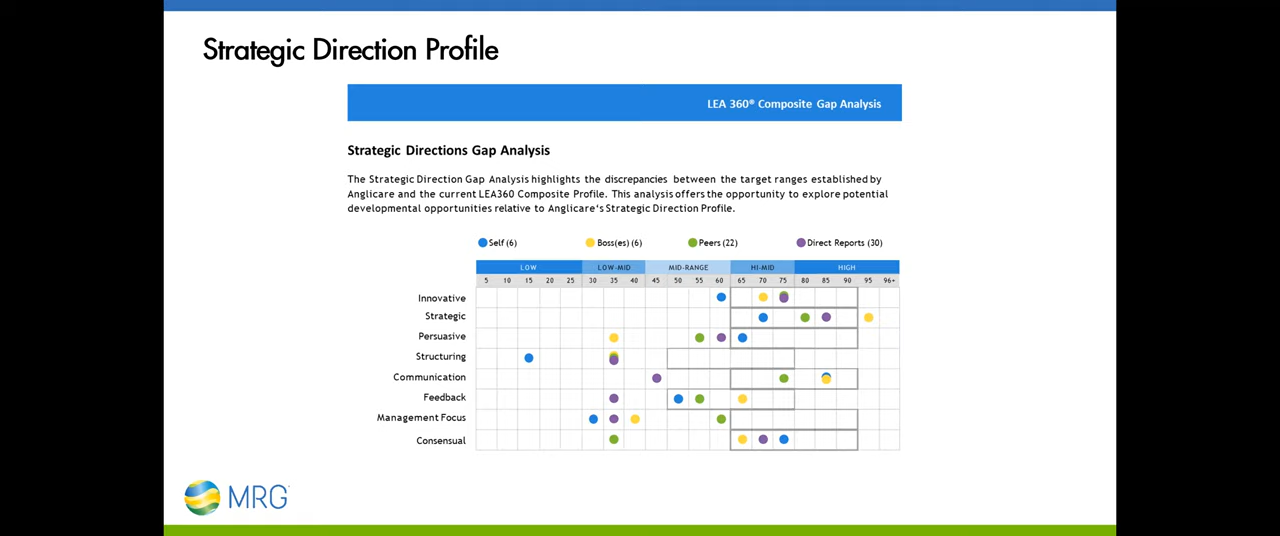 Strategic Direction Profile
LEA 360® Composite Gap Analysis
Strategic Directions Gap Analysis
The Strategic Direction Gap Analysis highlights the discrepancies between the target ranges established by
Anglicare and the current LEA360 Composite Profile. This analysis offers the opportunity to explore potential
developmental opportunities relative to Anglicare's Strategic Direction Profile.
Self (6) Boss(es) (6) Peers (22) Direct Reports (30)
LOW LOW-MID MID-RANGE HI-MID HIGH
5 10 15 20 25 30 35 40 45 50 55 60 65 70 75 80 85 90 95 96+
Innovative
Strategic
Persuasive
Structuring
Communication
Feedback
Management Focus
Consensual
MRG